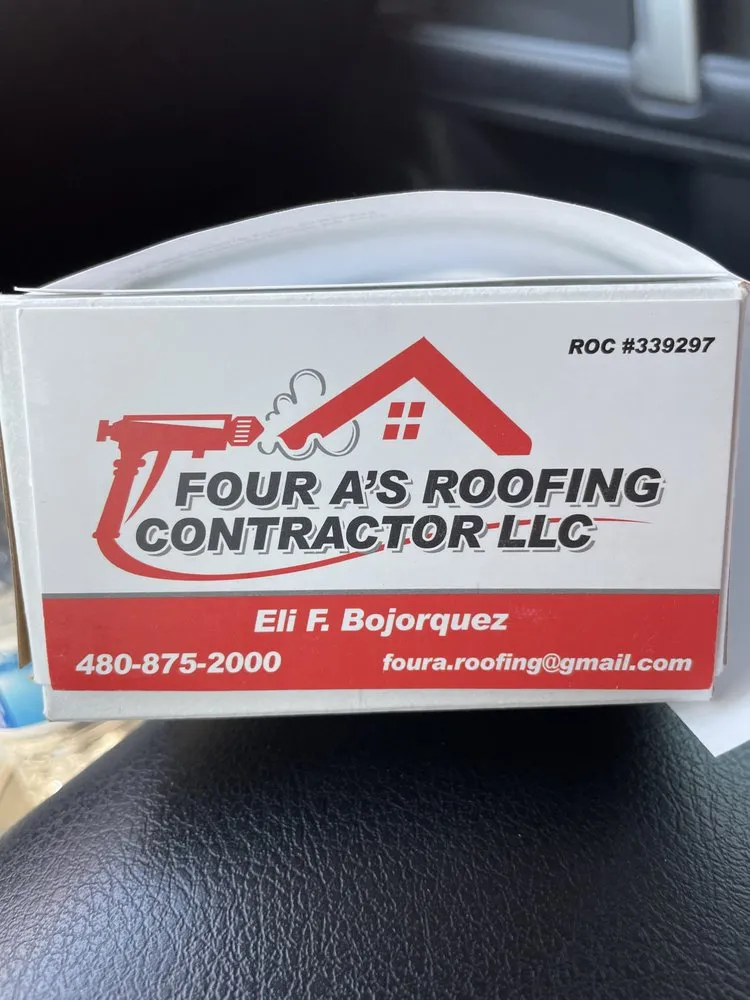 ROC #339297
FOUR A'S ROOFING
CONTRACTOR LLC
Eli F. Bojorquez
480-875-2000
foura.roofing@gmail.com